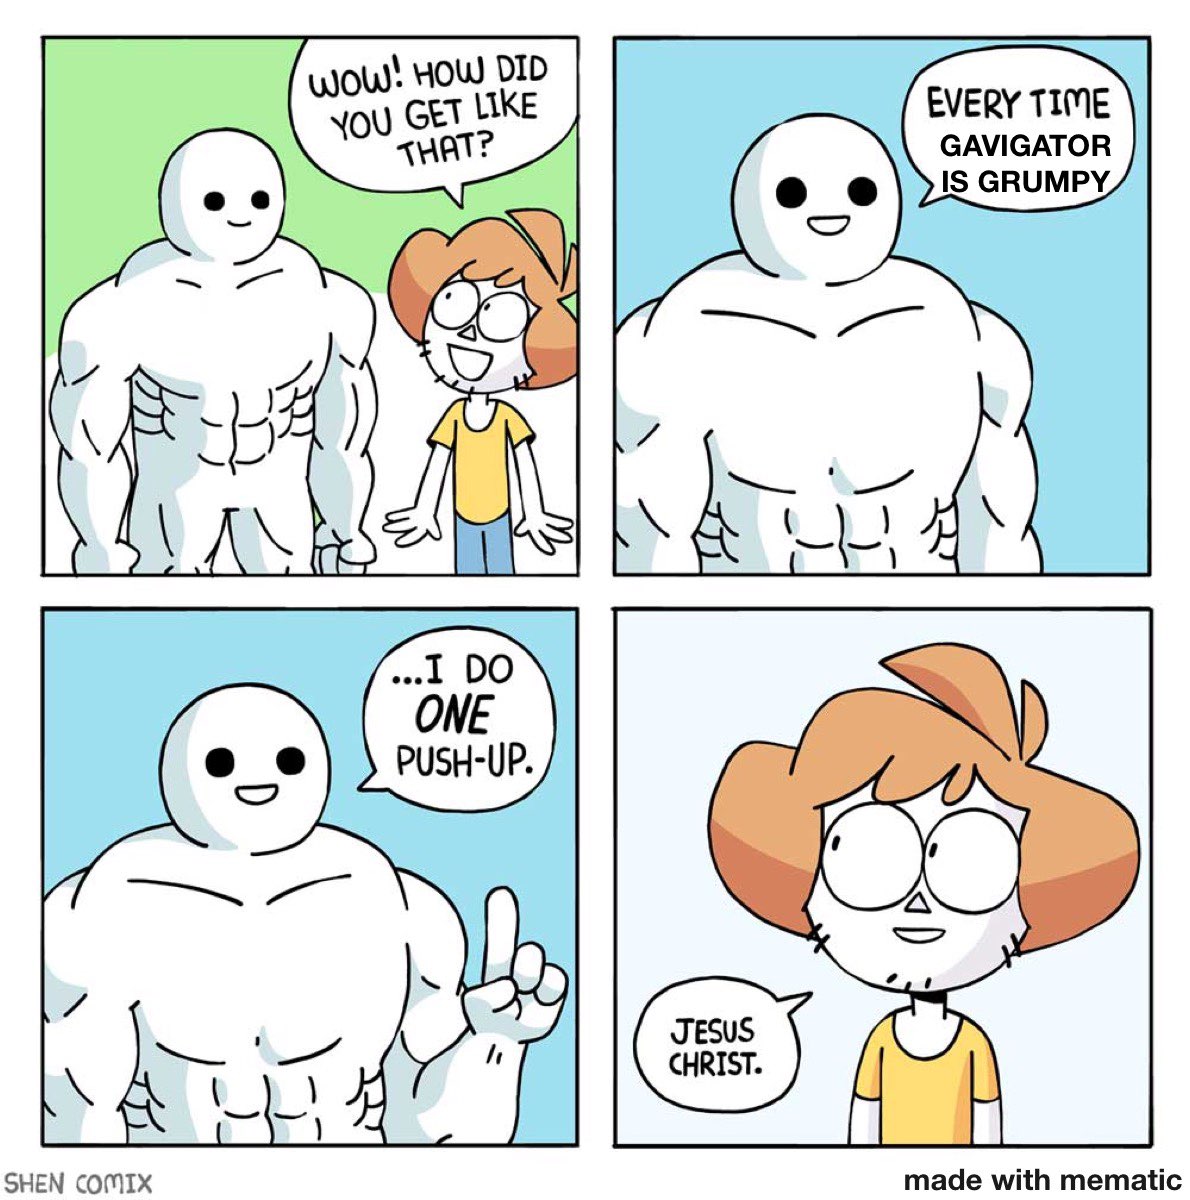 WOW! HOW DID
YOU GET LIKE
THAT?
EVERY TIME
GAVIGATOR
IS GRUMPY
...I DO
ONE
PUSH-UP.
JESUS
CHRIST.
SHEN COMIX
made with mematic